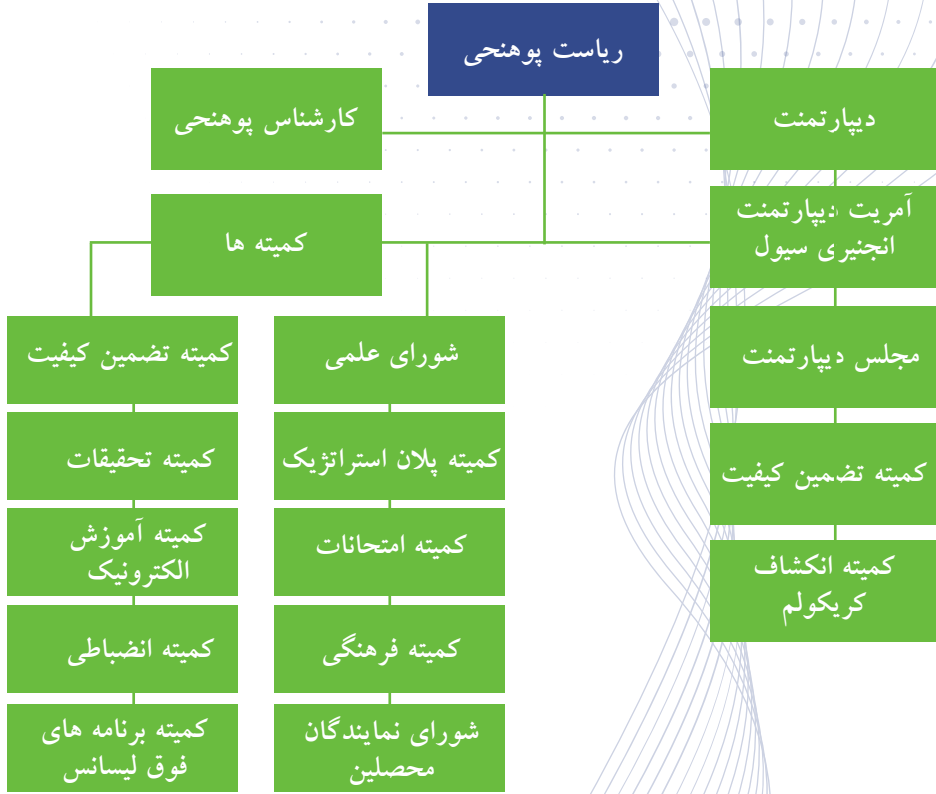 ریاست پوهنحی
دیپارتمنت
کارشناس پوهنحی
آمریت دیپارتمنت
انجنیری سیول
کمیته ها
مجلس دیپارتمنت
شورای علمی
کمیته تضمین کیفیت
کمیته تضمین کیفیت
کمیته پلان استراتژیک
کمیته تحقیقات
کمیته انکشاف
کریکولم
کمیته امتحانات
کمیته آموزش
الکترونیک
کمیته فرهنگی
کمیته انضباطی
شورای نمایندگان
محصلین
کمیته برنامه های
فوق لیسانس